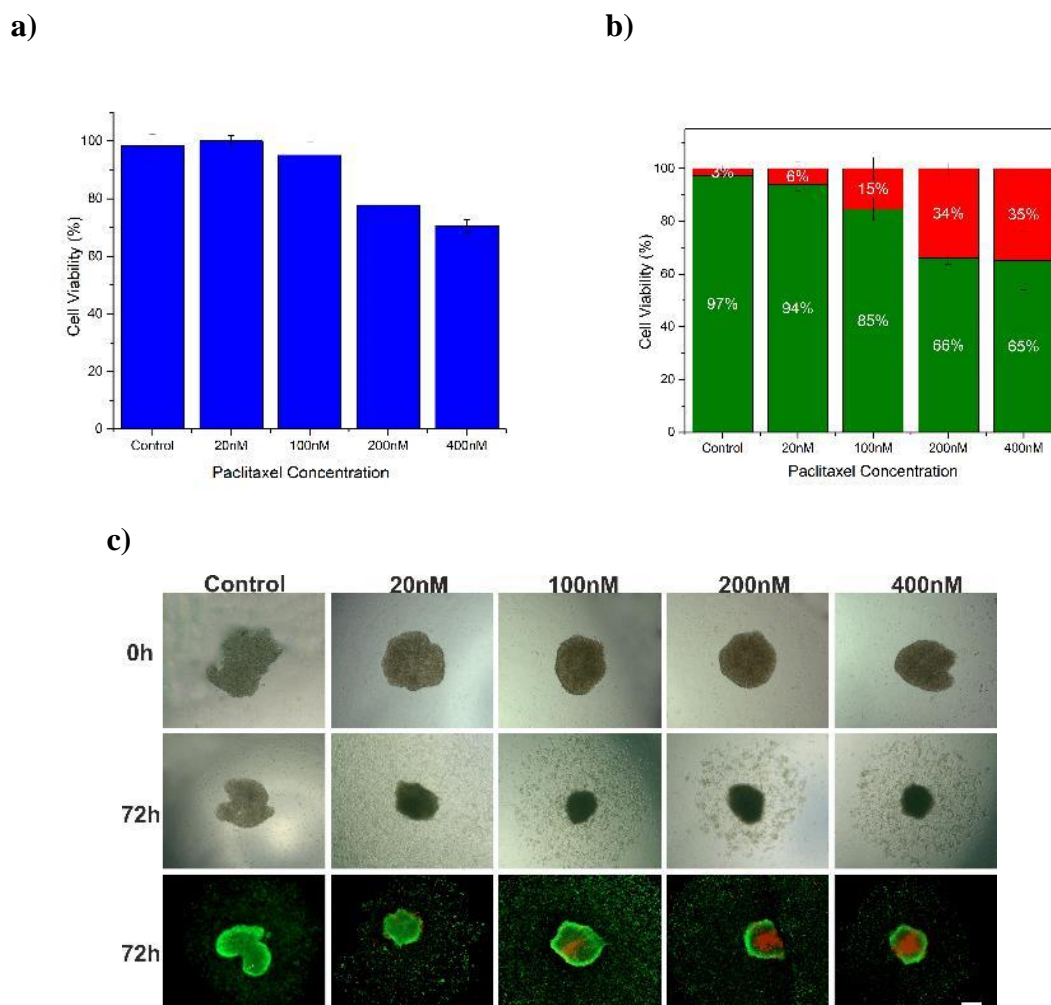 a)
b)
Cell Viability (%)
100
80
60
40
20
0
Control 20nM 100nM 200nM 400nM
Paclitaxel Concentration
Cell Viability (%)
100
80
60
40
20
0
3% 6% 15% 34% 35%
97% 94% 85% 66% 65%
Control 20nM 100nM 200nM 400nM
Paclitaxel Concentration
c)
Control 20nM 100nM 200nM 400nM
0h
72h
72h